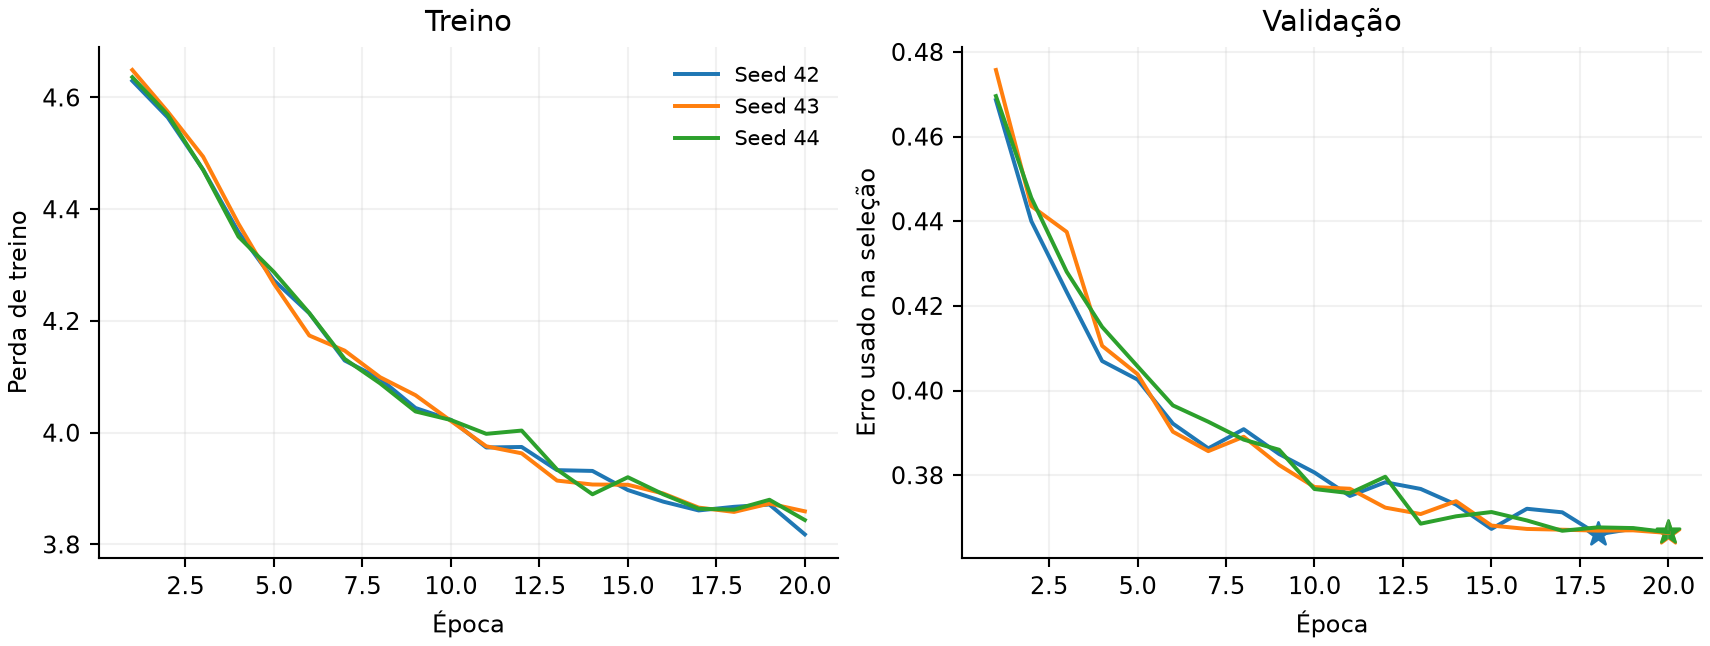 Treino
Perda de treino
4.6
4.4
4.2
4.0
3.8
Seed 42
Seed 43
Seed 44
2.5 5.0 7.5 10.0 12.5 15.0 17.5 20.0
Época
Validação
Erro usado na seleção
0.48
0.46
0.44
0.42
0.40
0.38
2.5 5.0 7.5 10.0 12.5 15.0 17.5 20.0
Época